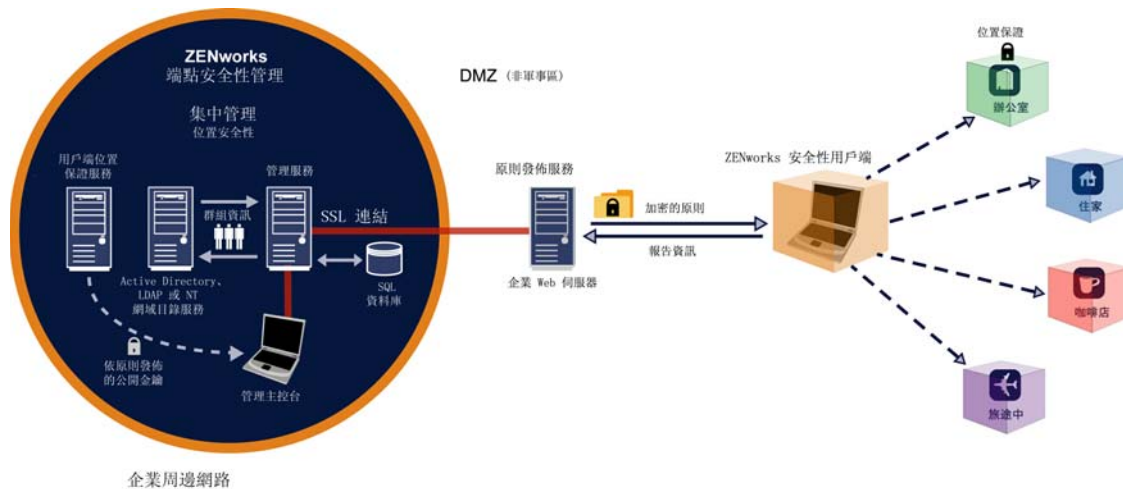 ZENworks
端點安全性管理
集中管理
位置安全性
用戶端位置
保證服務
管理服務
群組資訊
SSL 連結
Active Directory、
LDAP 或 NT
網域目錄服務
SQL
資料庫
依原則發佈
的公開金鑰
管理主控台
企業周邊網路
DMZ (非軍事區)
原則發佈服務
企業 Web 伺服器
加密的原則
報告資訊
ZENworks 安全性用戶端
位置保證
辦公室
住家
咖啡店
旅途中